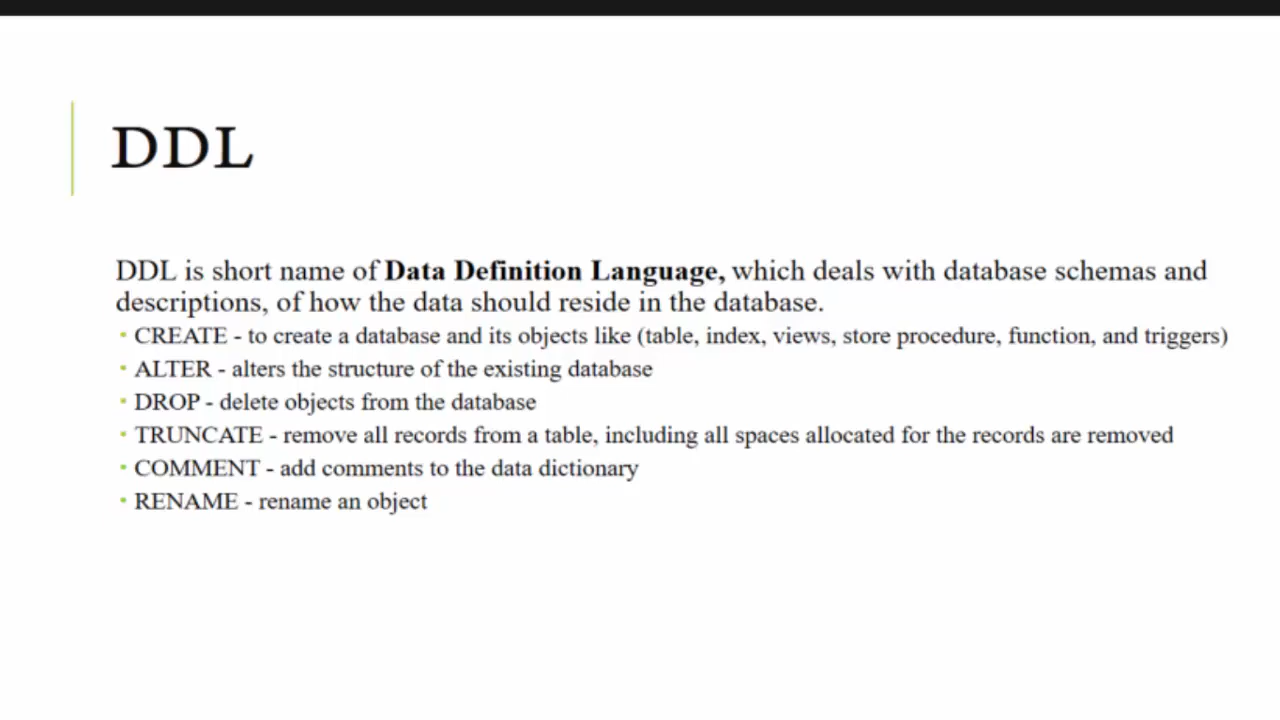 DDL
DDL is short name of Data Definition Language, which deals with database schemas and
descriptions, of how the data should reside in the database.
CREATE - to create a database and its objects like (table, index, views, store procedure, function, and triggers)
ALTER - alters the structure of the existing database
DROP - delete objects from the database
TRUNCATE - remove all records from a table, including all spaces allocated for the records are removed
COMMENT - add comments to the data dictionary
RENAME - rename an object